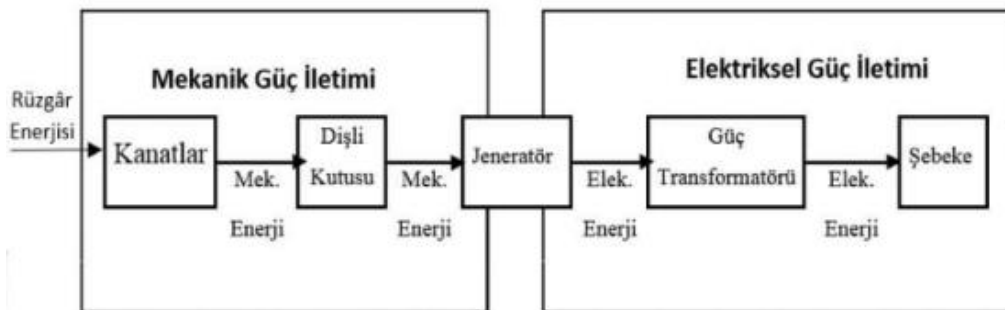 Mekanik Güç İletimi
Elektriksel Güç İletimi
Rüzgâr
Enerjisi
Kanatlar
Mek.
Enerji
Dişli
Kutusu
Mek.
Enerji
Jeneratör
Elek.
Enerji
Güç
Transformatörü
Elek.
Enerji
Şebeke